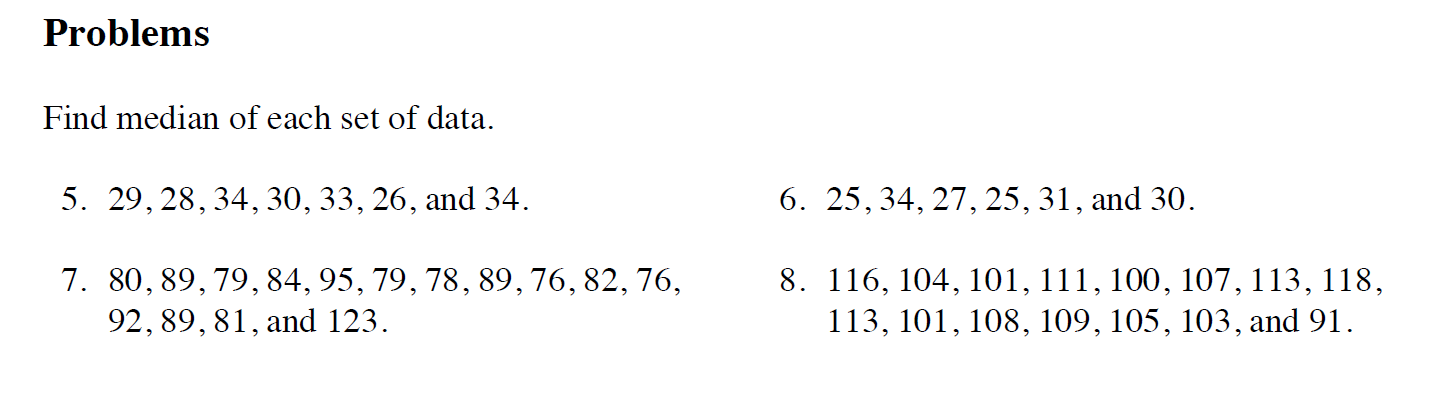 Problems
Find median of each set of data.
5. 29, 28, 34, 30, 33, 26, and 34.
6. 25, 34, 27, 25, 31, and 30.
7. 80, 89, 79, 84, 95, 79, 78, 89, 76, 82, 76,
92, 89, 81, and 123.
8. 116, 104, 101, 111, 100, 107, 113, 118,
113, 101, 108, 109, 105, 103, and 91.